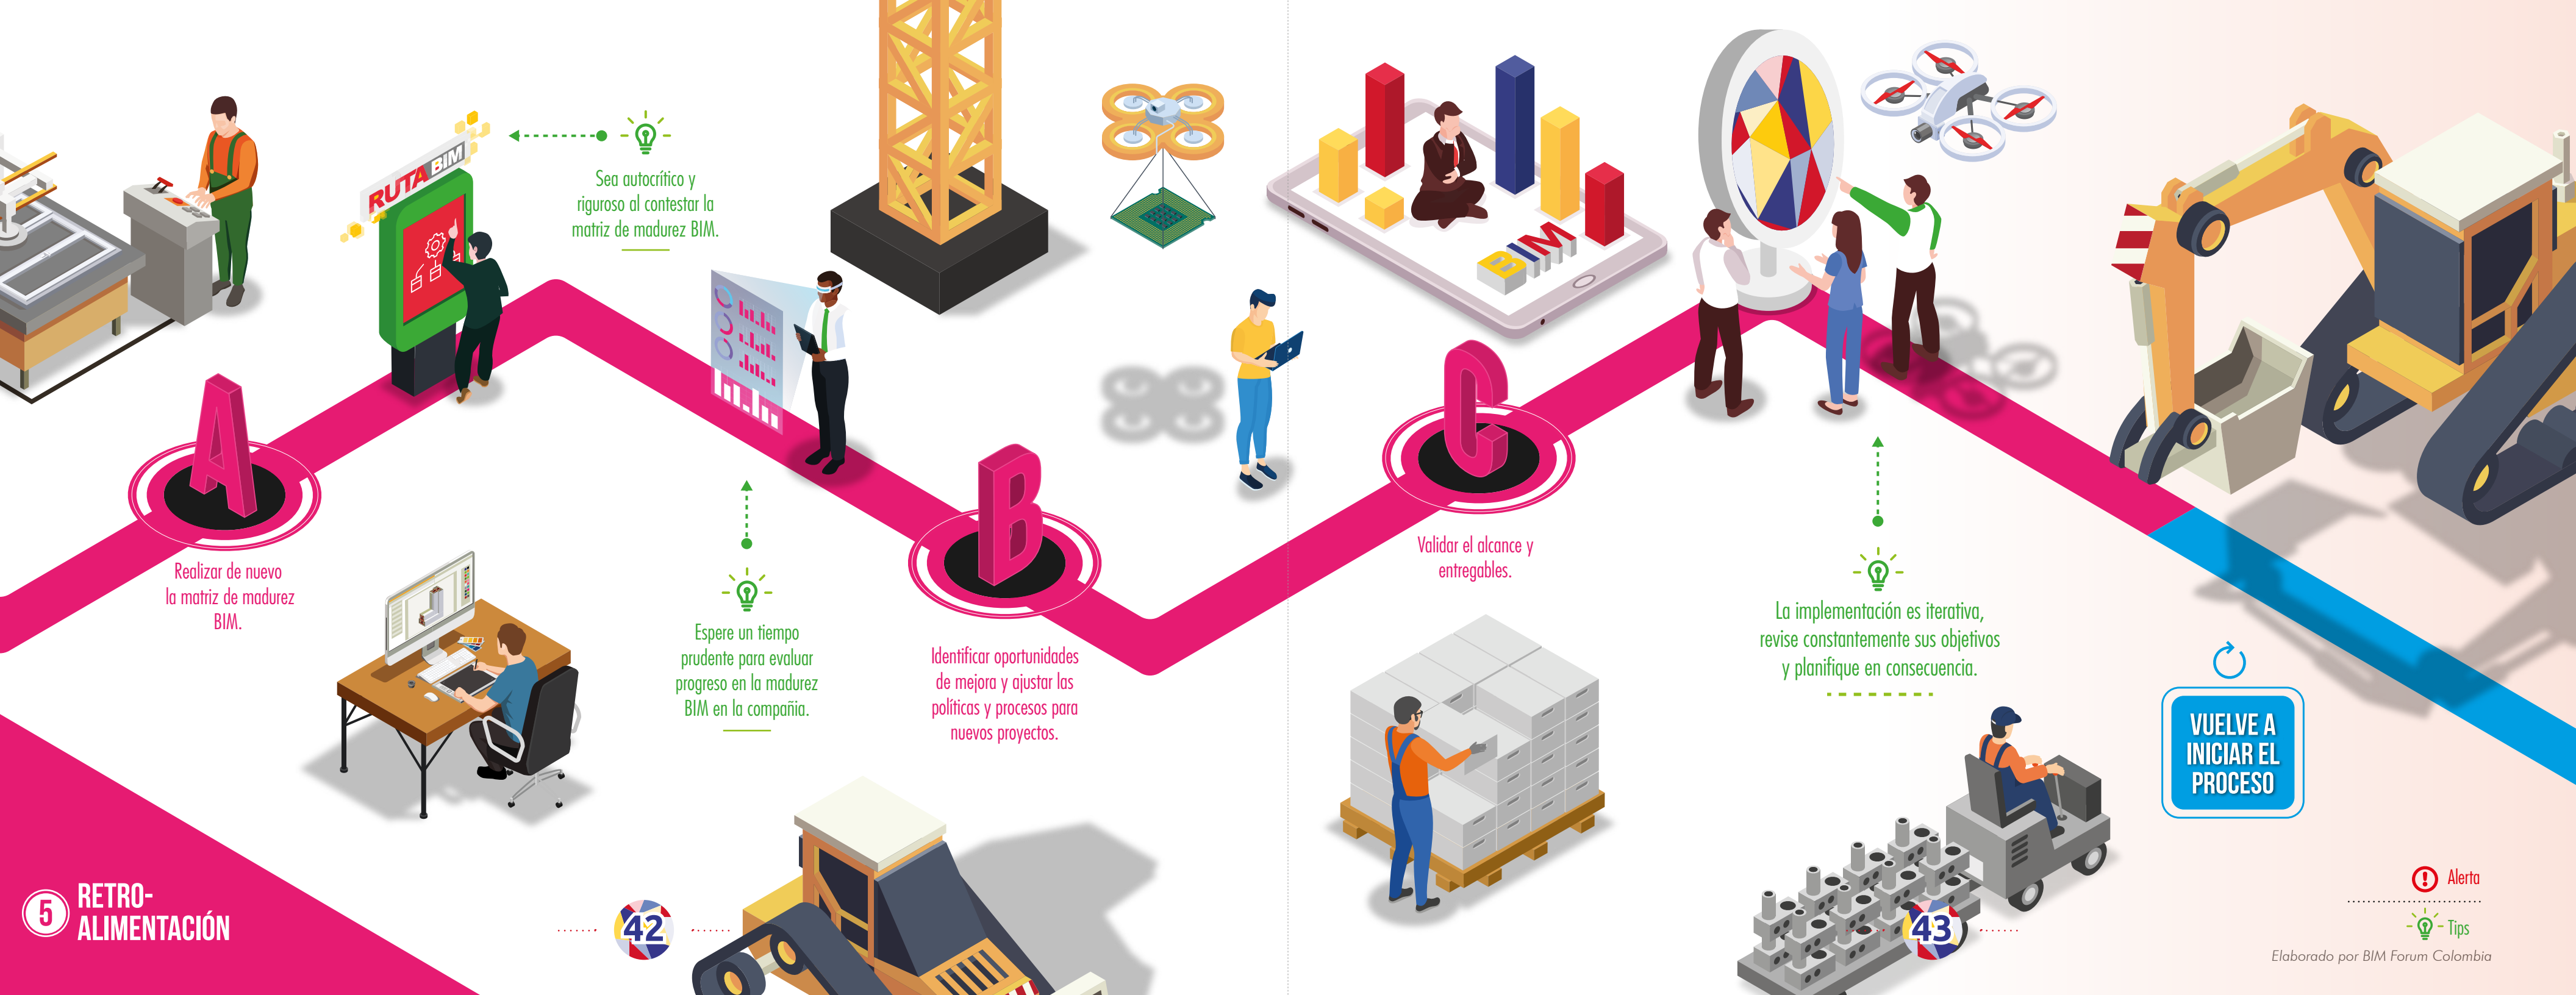 RUTA BIM
Sea autocrítico y
riguroso al contestar la
matriz de madurez BIM.
A
Realizar de nuevo
la matriz de madurez
BIM.
Espere un tiempo
prudente para evaluar
progreso en la madurez
BIM en la compañia.
B
Identificar oportunidades
de mejora y ajustar las
políticas y procesos para
nuevos proyectos.
BIM
C
Validar el alcance y
entregables.
La implementación es iterativa,
revise constantemente sus objetivos
y planifique en consecuencia.
VUELVE A
INICIAR EL
PROCESO
5 RETRO-
ALIMENTACIÓN
42
43
Alerta
Tips
Elaborado por BIM Forum Colombia